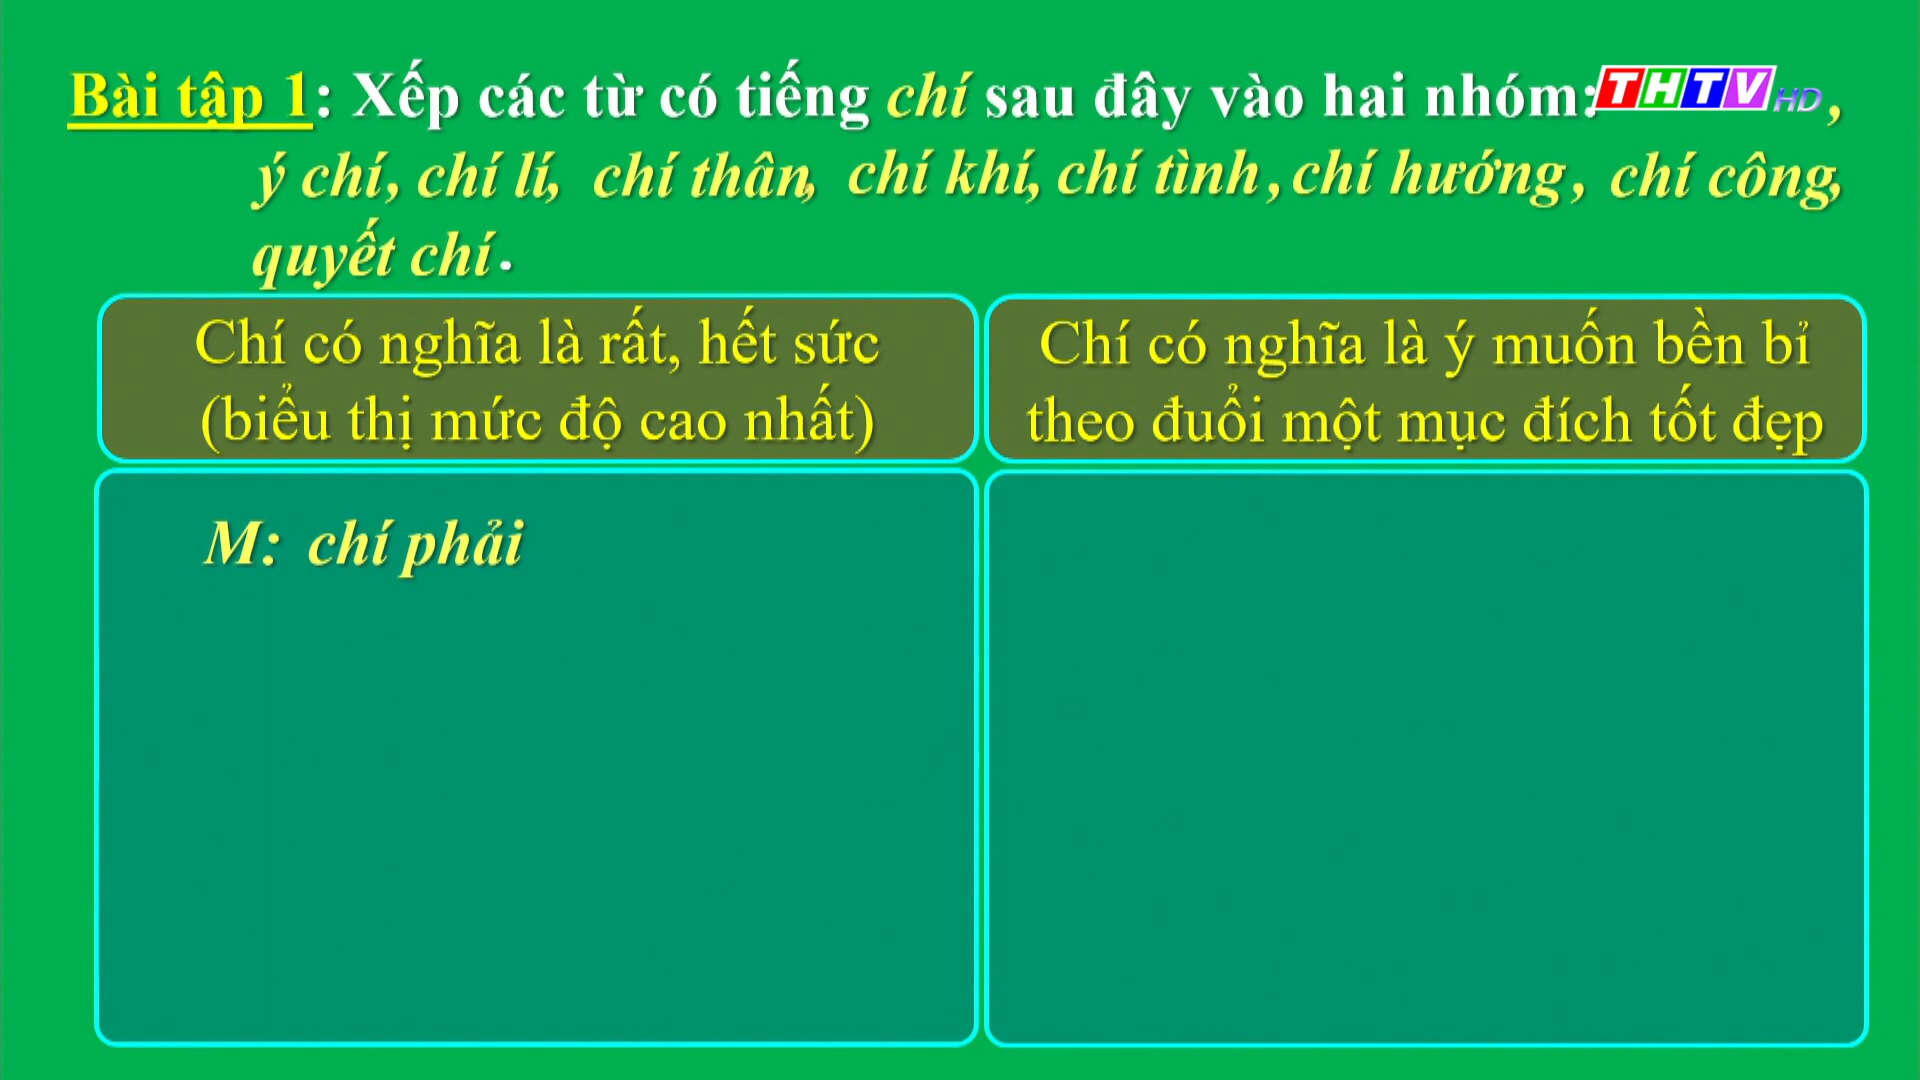 Bài tập 1: Xếp các từ có tiếng chí sau đây vào hai nhóm: THTV HD ,
ý chí, chí lí, chí thân, chí khí, chí tình, chí hướng, chí công,
quyết chí.
Chí có nghĩa là rất, hết sức
(biểu thị mức độ cao nhất)
Chí có nghĩa là ý muốn bền bỉ
theo đuổi một mục đích tốt đẹp
M: chí phải